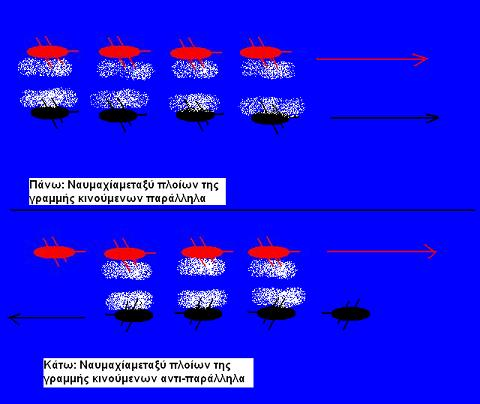 Πάνω: Ναυμαχίαμεταξύ πλοίων της
γραμμής κινούμενων παράλληλα
Κάτω: Ναυμαχίαμεταξύ πλοίων της
γραμμής κινούμενων αντι-παράλληλα